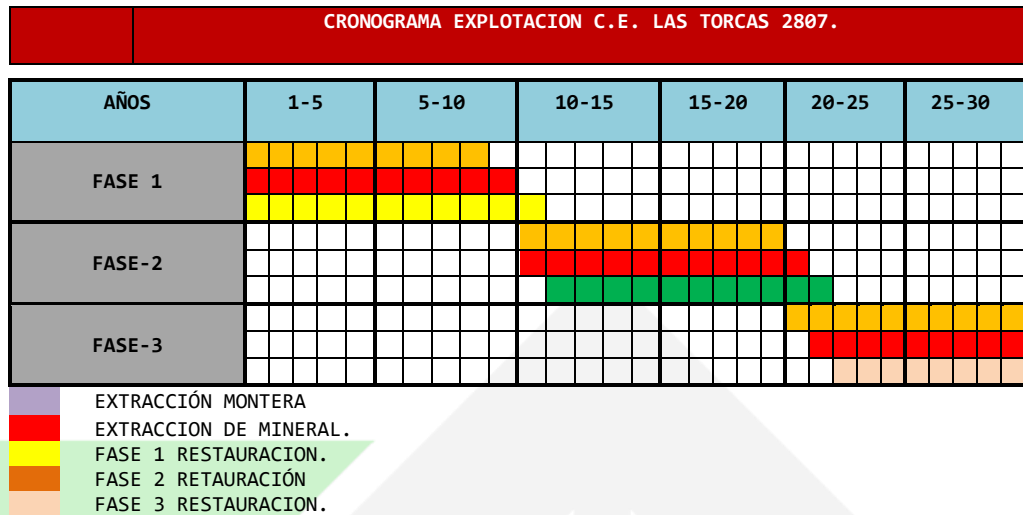 CRONOGRAMA EXPLOTACION C.E. LAS TORCAS 2807.
AÑOS 1-5 5-10 10-15 15-20 20-25 25-30
FASE 1
FASE-2
FASE-3
EXTRACCIÓN MONTERA
EXTRACCION DE MINERAL.
FASE 1 RESTAURACION.
FASE 2 RETAURACIÓN
FASE 3 RESTAURACION.